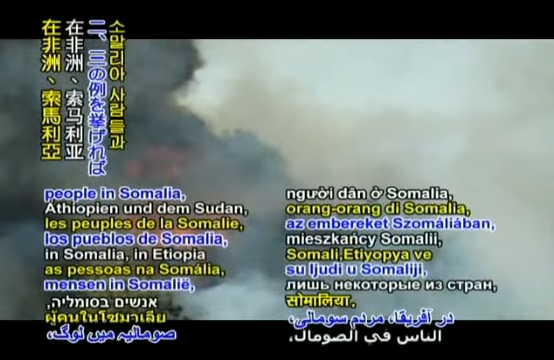 소말리아 사람들과
二、三の例を挙げれば
在非洲、索马利亚
在非洲、索馬利亞
people in Somalia,
Äthiopien und dem Sudan,
les peuples de la Somalie,
los pueblos de Somalia,
in Somalia, in Etiopia
as pessoas na Somália,
mensen in Somalië,
אנשים בסומליה,
ผู้คนในโซมาเลีย
صومالیہ میں لوگ،
người dân ở Somalia,
orang-orang di Somalia,
az embereket Szomáliában,
mieszkańcy Somalii,
Somali,Etiyopya ve
su ljudi u Somaliji,
лишь некоторые из стран,
सोमालिया,
در آفریقا، مردم سومالی،
الناس في الصومال،